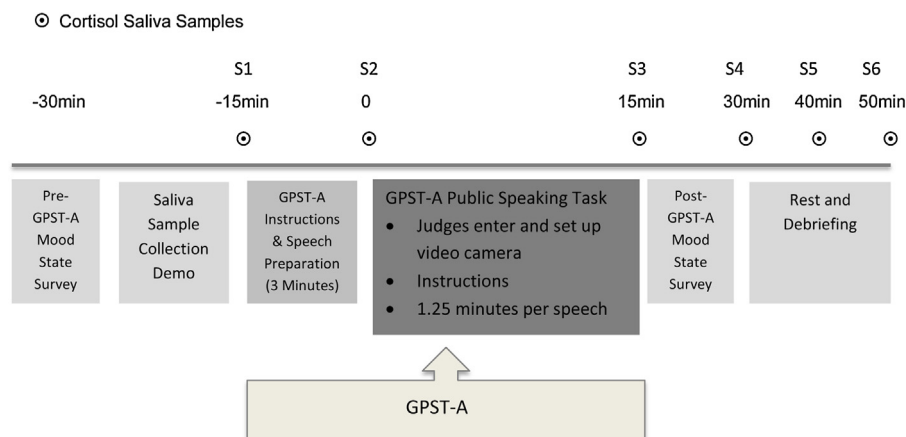 Cortisol Saliva Samples
S1 S2 S3 S4 S5 S6
-30min -15min 0 15min 30min 40min 50min
Pre-
GPST-A
Mood
State
Survey
Saliva
Sample
Collection
Demo
GPST-A
Instructions
& Speech
Preparation
(3 Minutes)
GPST-A Public Speaking Task
• Judges enter and set up
video camera
• Instructions
• 1.25 minutes per speech
Post-
GPST-A
Mood
State
Survey
Rest and
Debriefing
GPST-A